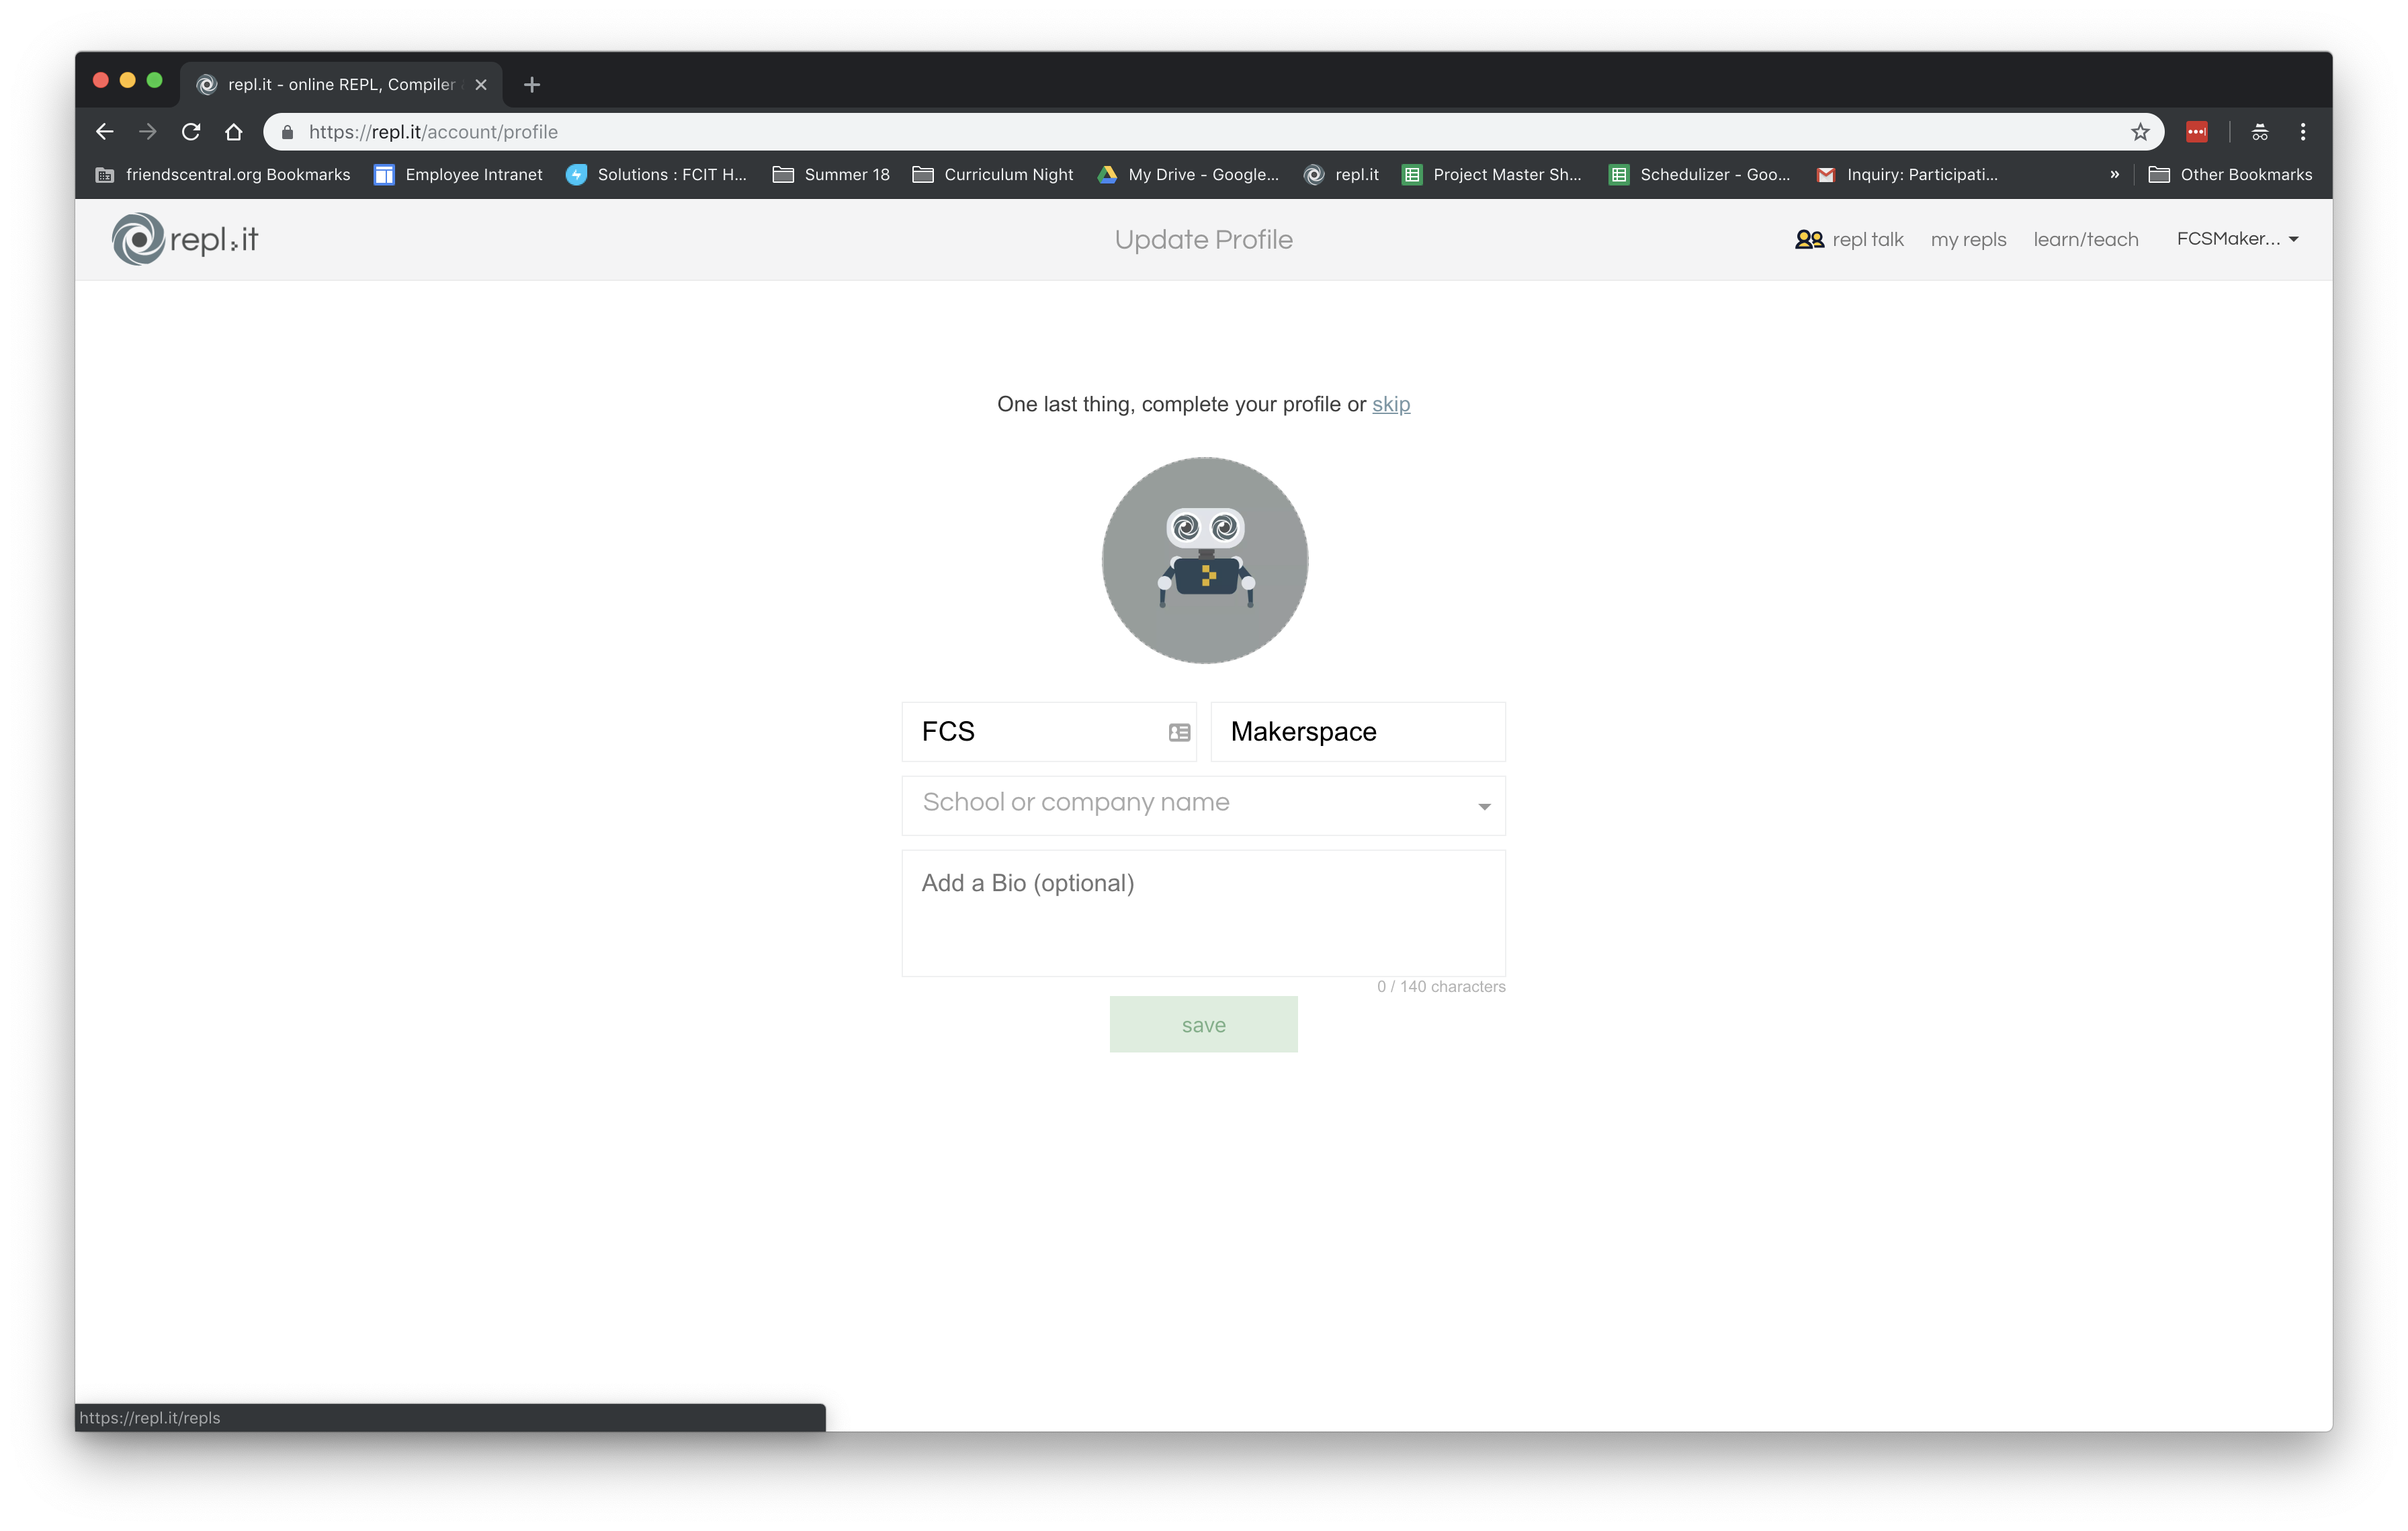 repl.it - online REPL, Compiler
https://repl.it/account/profile
friendscentral.org Bookmarks Employee Intranet Solutions : FCIT H... Summer 18 Curriculum Night My Drive - Google... repl.it Project Master Sh... Schedulizer - Goo... Inquiry: Participati... » Other Bookmarks
repl.it Update Profile repl talk my repls learn/teach FCSMaker...
One last thing, complete your profile or skip
FCS Makerspace
School or company name
Add a Bio (optional)
0 / 140 characters
save
https://repl.it/repls